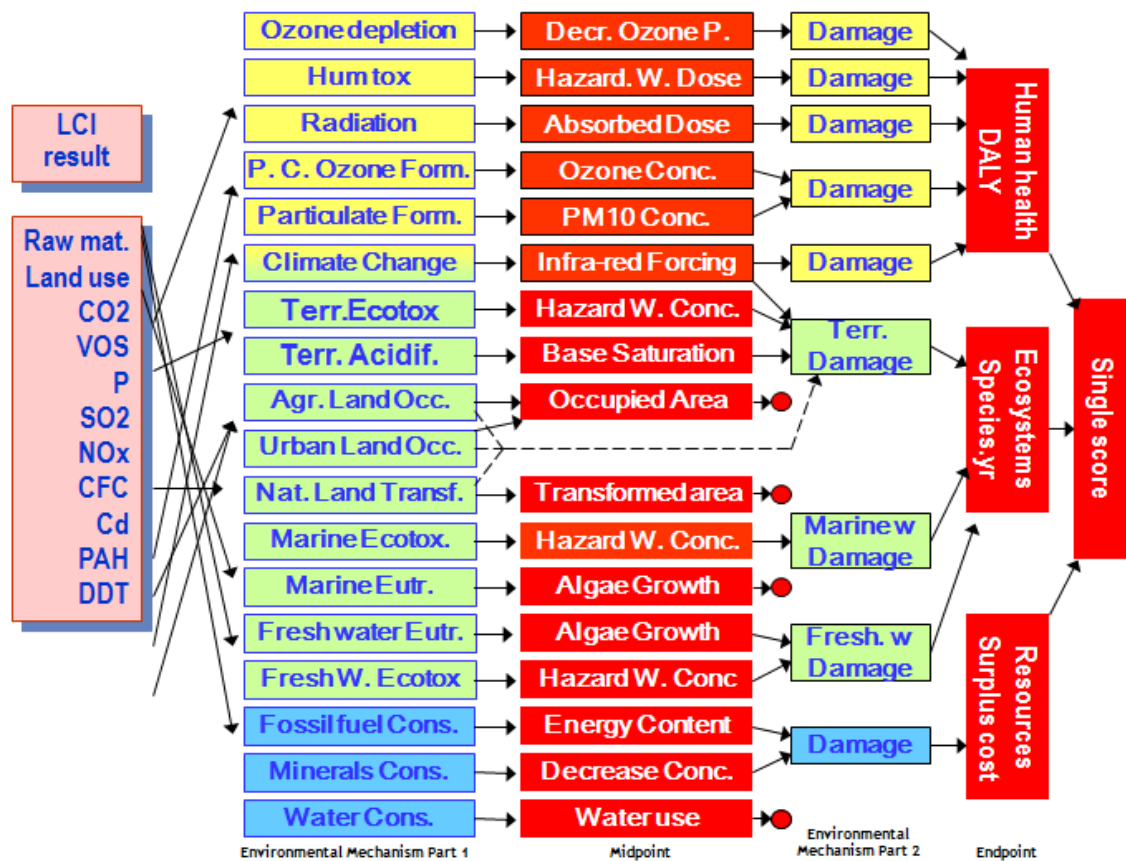 LCI
result
Raw mat.
Land use
CO2
VOS
P
SO2
NOx
CFC
Cd
PAH
DDT
Ozone depletion
Hum tox
Radiation
P. C. Ozone Form.
Particulate Form.
Climate Change
Terr.Ecotox
Terr. Acidif.
Agr. Land Occ.
Urban Land Occ.
Nat. Land Transf.
Marine Ecotox.
Marine Eutr.
Fresh water Eutr.
Fresh W. Ecotox
Fossil fuel Cons.
Minerals Cons.
Water Cons.
Environmental Mechanism Part 1
Decr. Ozone P.
Hazard. W. Dose
Absorbed Dose
Ozone Conc.
PM10 Conc.
Infra-red Forcing
Hazard W. Conc.
Base Saturation
Occupied Area
Transformed area
Hazard W. Conc.
Algae Growth
Algae Growth
Hazard W. Conc
Energy Content
Decrease Conc.
Water use
Midpoint
Damage
Damage
Damage
Damage
Damage
Terr.
Damage
Marine w
Damage
Fresh. w
Damage
Damage
Environmental
Mechanism Part 2
Human health
DALY
Ecosystems
Species.yr
Resources
Surplus cost
Endpoint
Single score